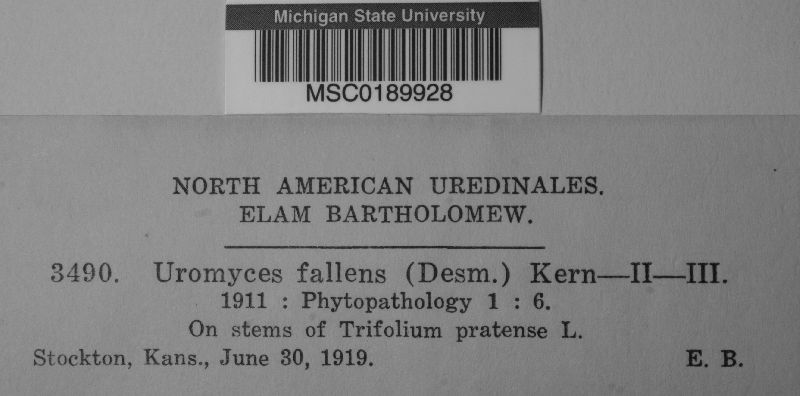 Michigan State University
MSC0189928
NORTH AMERICAN UREDINALES.
ELAM BARTHOLOMEW.
3490. Uromyces fallens (Desm.) Kern—II—III.
1911 : Phytopathology 1 : 6.
On stems of Trifolium pratense L.
Stockton, Kans., June 30, 1919. E. B.